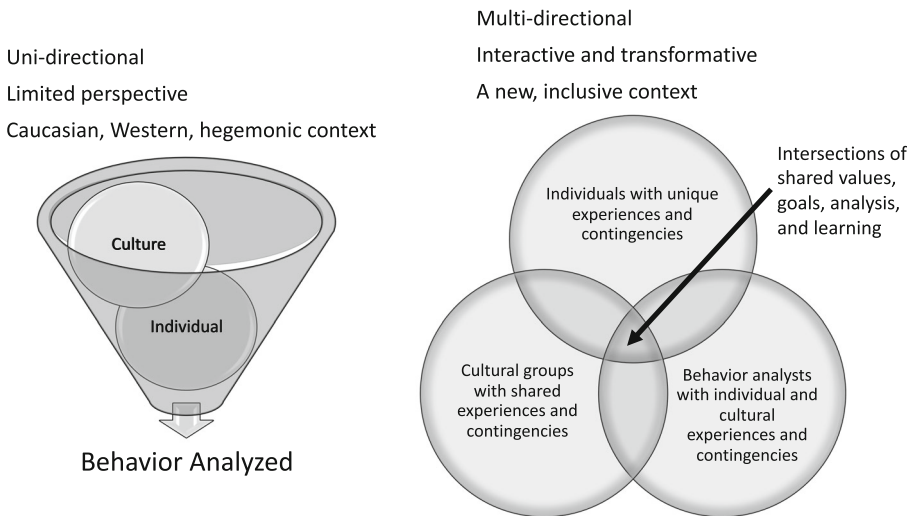 Uni-directional
Limited perspective
Caucasian, Western, hegemonic context
Culture
Individual
Behavior Analyzed
Multi-directional
Interactive and transformative
A new, inclusive context
Individuals with unique
experiences and
contingencies
Intersections of
shared values,
goals, analysis,
and learning
Cultural groups
with shared
experiences and
contingencies
Behavior analysts
with individual and
cultural
experiences and
contingencies